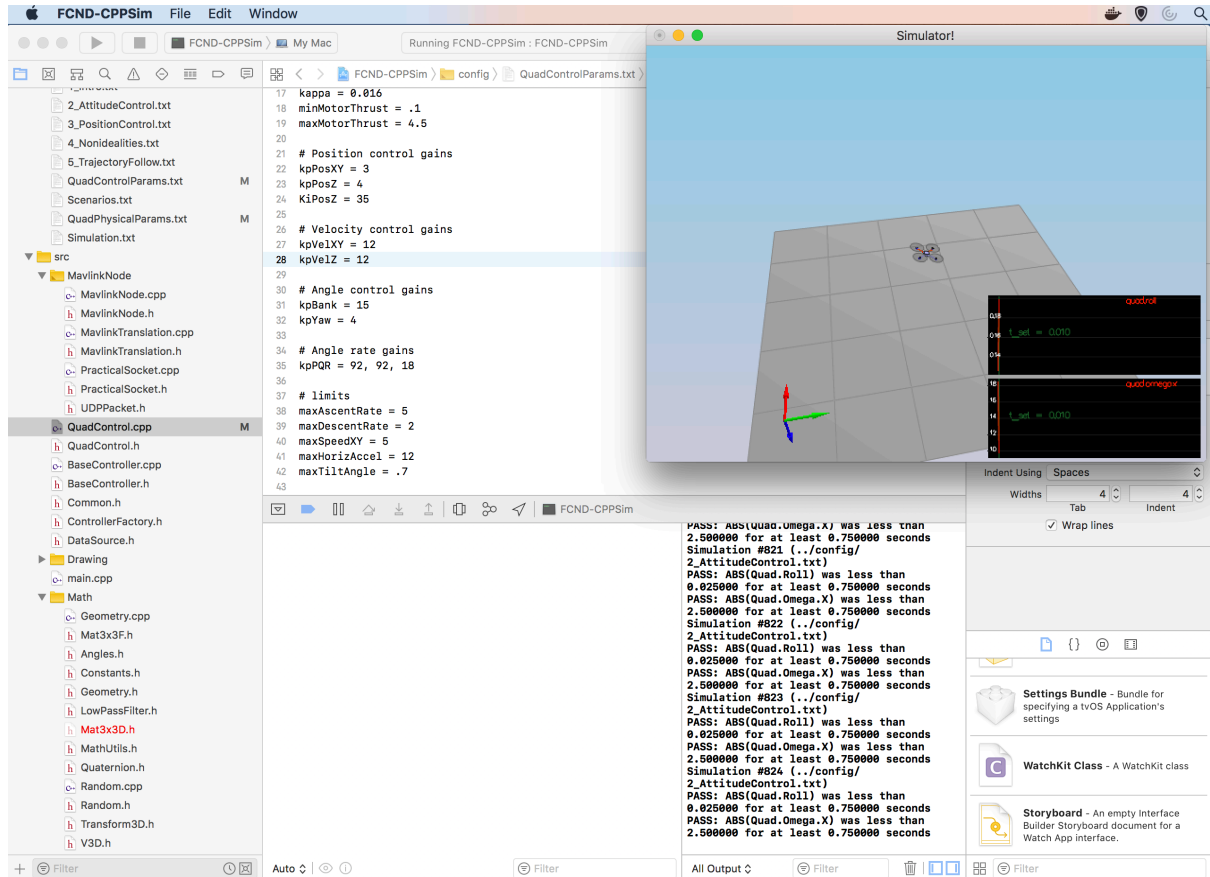 FCND-CPPSim File Edit Window
FCND-CPPSim My Mac
Running FCND-CPPSim : FCND-CPPSim
Simulator!
FCND-CPPSim config QuadControlParams.txt
1_Intro.txt
2_AttitudeControl.txt
3_PositionControl.txt
4_Nonidealities.txt
5_TrajectoryFollow.txt
QuadControlParams.txt M
Scenarios.txt
QuadPhysicalParams.txt M
Simulation.txt
src
MavlinkNode
MavlinkNode.cpp
MavlinkNode.h
MavlinkTranslation.cpp
MavlinkTranslation.h
PracticalSocket.cpp
PracticalSocket.h
UDPPacket.h
QuadControl.cpp M
QuadControl.h
BaseController.cpp
BaseController.h
Common.h
ControllerFactory.h
DataSource.h
Drawing
main.cpp
Math
Geometry.cpp
Mat3x3F.h
Angles.h
Constants.h
Geometry.h
LowPassFilter.h
Mat3x3D.h
MathUtils.h
Quaternion.h
Random.cpp
Random.h
Transform3D.h
V3D.h
Filter
17 kappa = 0.016
18 minMotorThrust = .1
19 maxMotorThrust = 4.5
20
21 # Position control gains
22 kpPosXY = 3
23 kpPosZ = 4
24 KiPosZ = 35
25
26 # Velocity control gains
27 kpVelXY = 12
28 kpVelZ = 12
29
30 # Angle control gains
31 kpBank = 15
32 kpYaw = 4
33
34 # Angle rate gains
35 kpPQR = 92, 92, 18
36
37 # limits
38 maxAscentRate = 5
39 maxDescentRate = 2
40 maxSpeedXY = 5
41 maxHorizAccel = 12
42 maxTiltAngle = .7
43
quad.roll
0.18
0.16 t_set = 0.010
0.14
18 quad.omega.x
16
14 t_set = 0.010
12
10
FCND-CPPSim
PASS: ABS(Quad.Omega.X) was less than
2.500000 for at least 0.750000 seconds
Simulation #821 (../config/
2_AttitudeControl.txt)
PASS: ABS(Quad.Roll) was less than
0.025000 for at least 0.750000 seconds
PASS: ABS(Quad.Omega.X) was less than
2.500000 for at least 0.750000 seconds
Simulation #822 (../config/
2_AttitudeControl.txt)
PASS: ABS(Quad.Roll) was less than
0.025000 for at least 0.750000 seconds
PASS: ABS(Quad.Omega.X) was less than
2.500000 for at least 0.750000 seconds
Simulation #823 (../config/
2_AttitudeControl.txt)
PASS: ABS(Quad.Roll) was less than
0.025000 for at least 0.750000 seconds
PASS: ABS(Quad.Omega.X) was less than
2.500000 for at least 0.750000 seconds
Simulation #824 (../config/
2_AttitudeControl.txt)
PASS: ABS(Quad.Roll) was less than
0.025000 for at least 0.750000 seconds
PASS: ABS(Quad.Omega.X) was less than
2.500000 for at least 0.750000 seconds
Auto
Filter
All Output
Filter
Indent Using Spaces
Widths 4 4
Tab Indent
Wrap lines
Settings Bundle - Bundle for
specifying a tvOS Application's
settings
WatchKit Class - A WatchKit class
Storyboard - An empty Interface
Builder Storyboard document for a
Watch App interface.
Filter